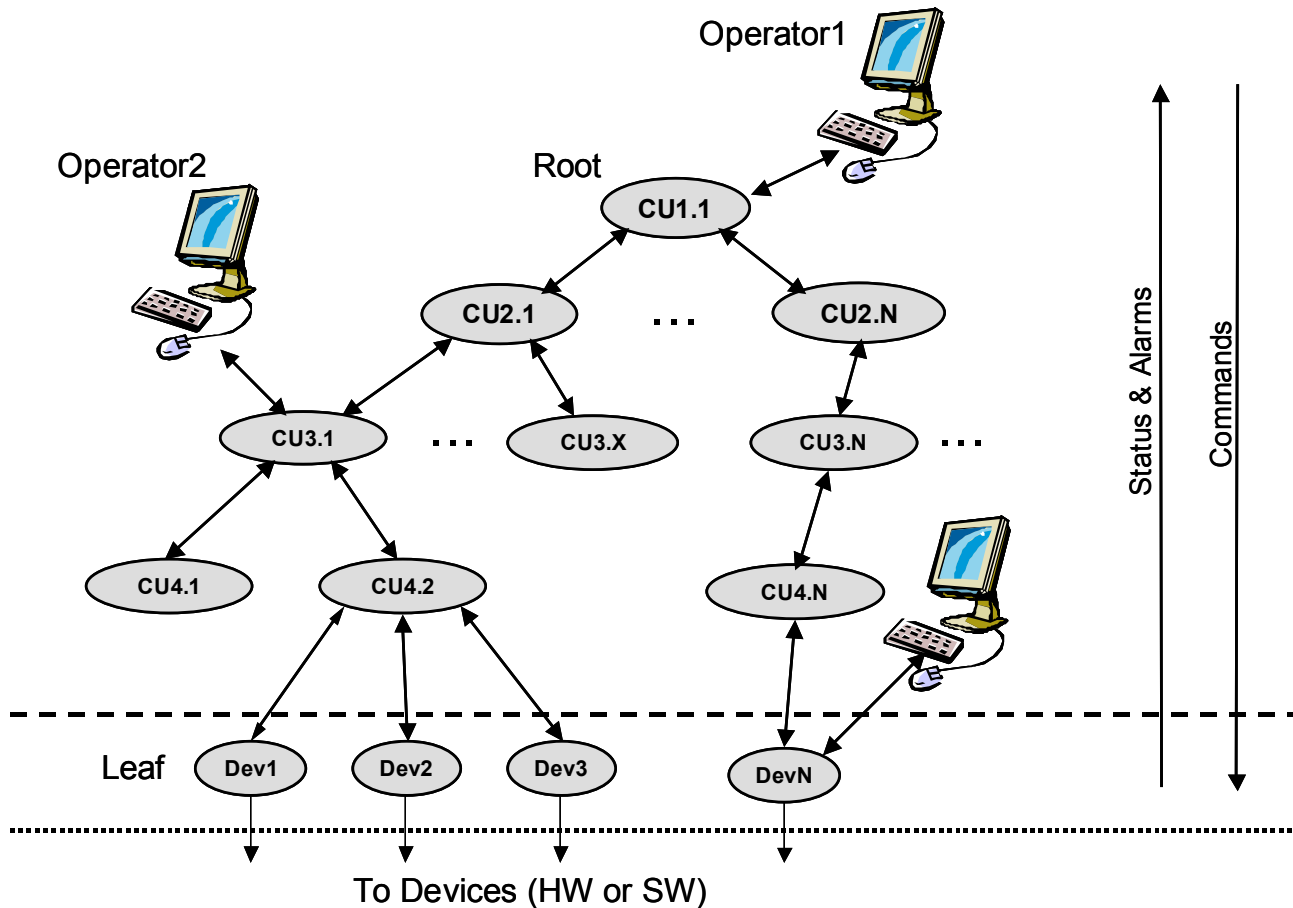 Operator1
Operator2
Root
CU1.1
CU2.1
...
CU2.N
CU3.1
...
CU3.X
CU3.N
...
CU4.1
CU4.2
CU4.N
Leaf
Dev1
Dev2
Dev3
DevN
To Devices (HW or SW)
Status & Alarms
Commands